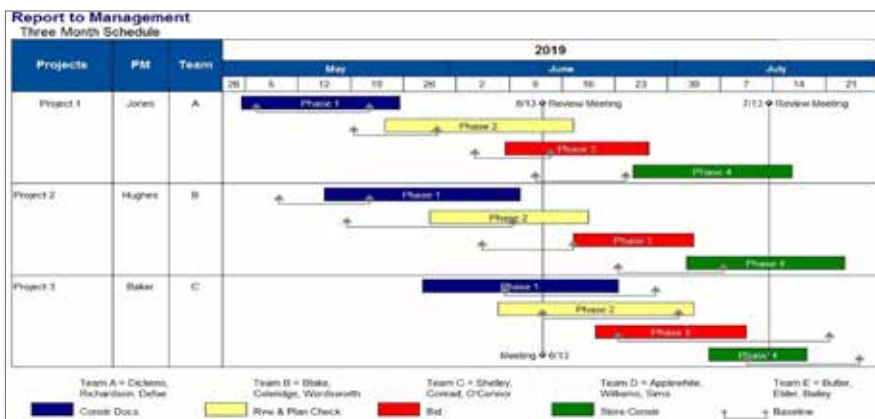 Report to Management
Three Month Schedule
Projects PM Team
2019
May June July
28 5 12 19 26 2 9 16 23 30 7 14 21
Project 1 Jones A Phase 1 6/13 Review Meeting 7/13 Review Meeting
Phase 2
Phase 3
Phase 4
Project 2 Hughes B Phase 1
Phase 2
Phase 3
Phase 4
Project 3 Baker C Phase 1
Phase 2
Phase 3
Meeting 6/13 Phase 4
Team A = Dickens, Team B = Blake, Team C = Shelley, Team D = Applewhite, Team E = Butler,
Richardson, Defoe Coleridge, Wordsworth Conrad, O'Connor Williams, Sims Elder, Bailey
Constr Docs Rvw & Plan Check Bid Store Constr Baseline